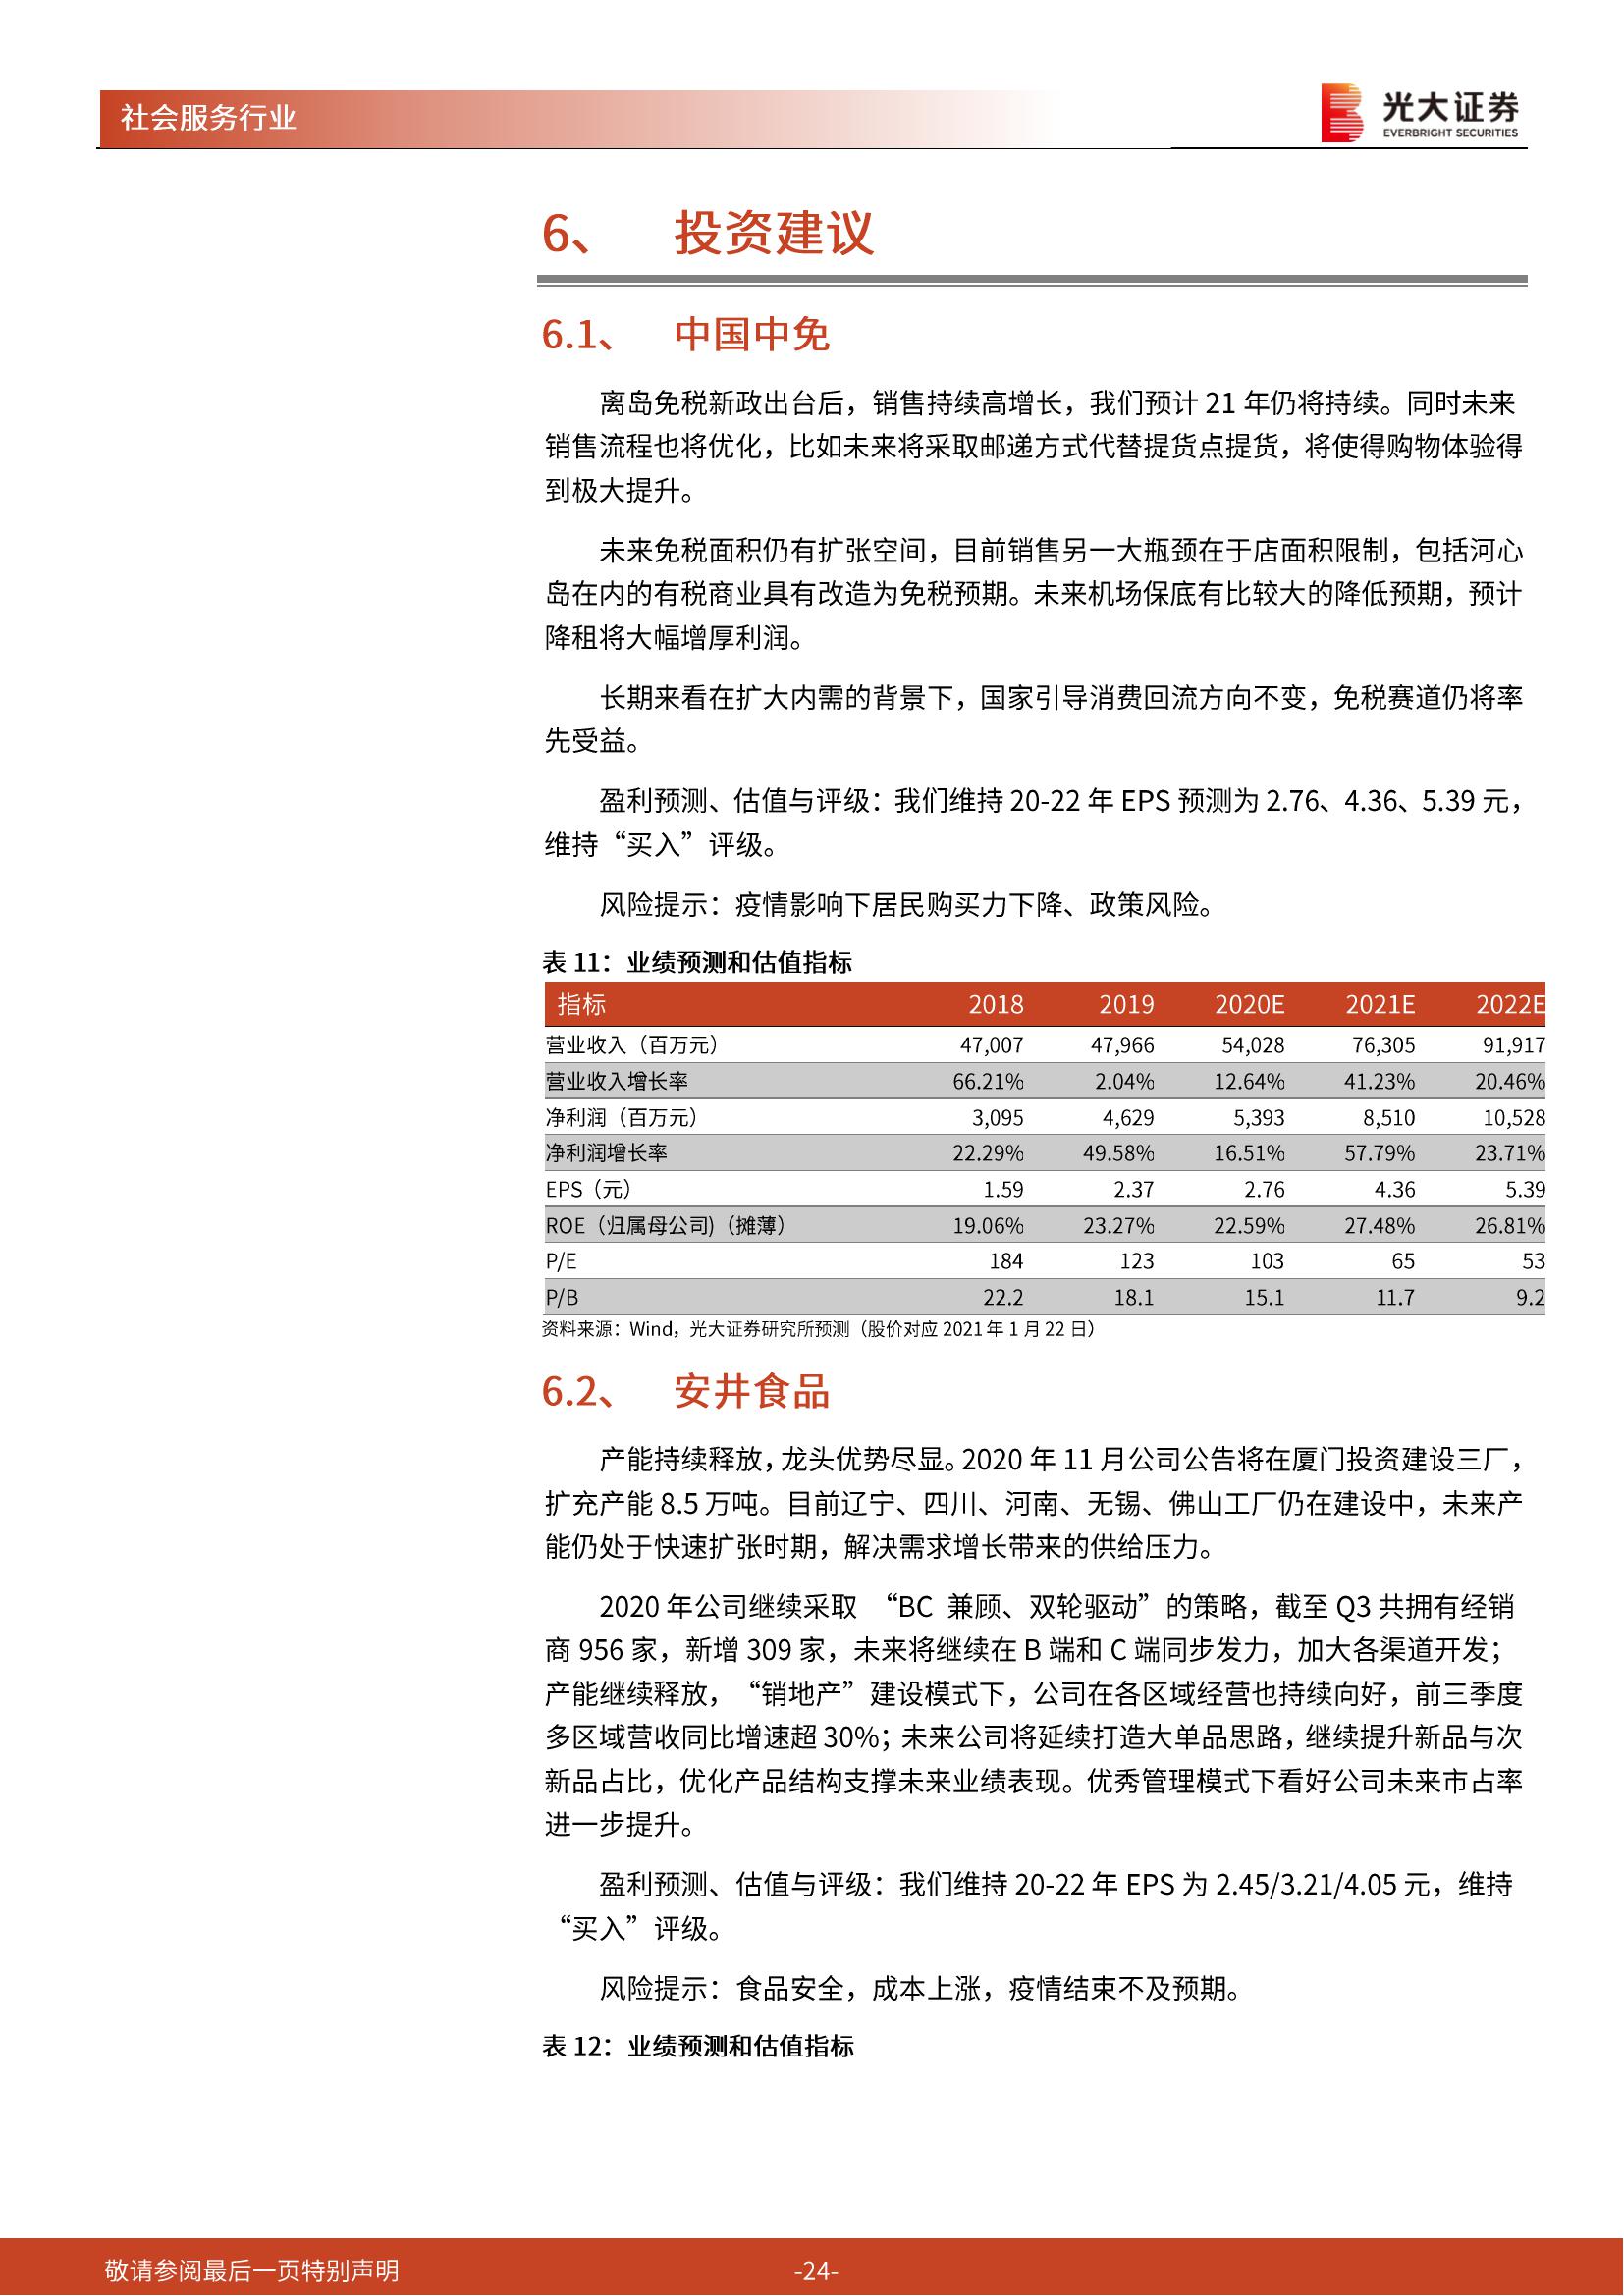 社会服务行业
光大证券
EVERBRIGHT SECURITIES
6、 投资建议
6.1、 中国中免
离岛免税新政出台后，销售持续高增长，我们预计 21 年仍将持续。同时未来
销售流程也将优化，比如未来将采取邮递方式代替提货点提货，将使得购物体验得
到极大提升。
未来免税面积仍有扩张空间，目前销售另一大瓶颈在于店面积限制，包括河心
岛在内的有税商业具有改造为免税预期。未来机场保底有比较大的降低预期，预计
降租将大幅增厚利润。
长期来看在扩大内需的背景下，国家引导消费回流方向不变，免税赛道仍将率
先受益。
盈利预测、估值与评级：我们维持 20-22 年 EPS 预测为 2.76、4.36、5.39 元，
维持“买入”评级。
风险提示：疫情影响下居民购买力下降、政策风险。
表 11：业绩预测和估值指标
指标 2018 2019 2020E 2021E 2022E
营业收入（百万元） 47,007 47,966 54,028 76,305 91,917
营业收入增长率 66.21% 2.04% 12.64% 41.23% 20.46%
净利润（百万元） 3,095 4,629 5,393 8,510 10,528
净利润增长率 22.29% 49.58% 16.51% 57.79% 23.71%
EPS（元） 1.59 2.37 2.76 4.36 5.39
ROE（归属母公司)（摊薄） 19.06% 23.27% 22.59% 27.48% 26.81%
P/E 184 123 103 65 53
P/B 22.2 18.1 15.1 11.7 9.2
资料来源：Wind，光大证券研究所预测（股价对应 2021 年 1 月 22 日）
6.2、 安井食品
产能持续释放，龙头优势尽显。2020 年 11 月公司公告将在厦门投资建设三厂，
扩充产能 8.5 万吨。目前辽宁、四川、河南、无锡、佛山工厂仍在建设中，未来产
能仍处于快速扩张时期，解决需求增长带来的供给压力。
2020 年公司继续采取 “BC 兼顾、双轮驱动”的策略，截至 Q3 共拥有经销
商 956 家，新增 309 家，未来将继续在 B 端和 C 端同步发力，加大各渠道开发；
产能继续释放，“销地产”建设模式下，公司在各区域经营也持续向好，前三季度
多区域营收同比增速超 30%；未来公司将延续打造大单品思路，继续提升新品与次
新品占比，优化产品结构支撑未来业绩表现。优秀管理模式下看好公司未来市占率
进一步提升。
盈利预测、估值与评级：我们维持 20-22 年 EPS 为 2.45/3.21/4.05 元，维持
“买入”评级。
风险提示：食品安全，成本上涨，疫情结束不及预期。
表 12：业绩预测和估值指标
敬请参阅最后一页特别声明 -24-